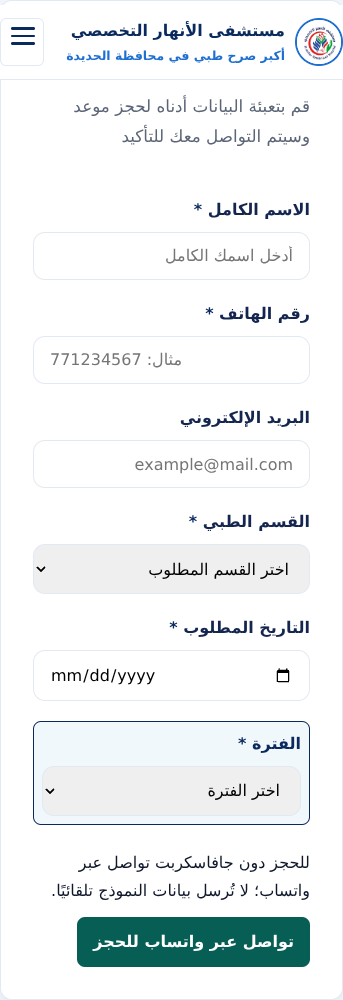 مستشفى الأنهار التخصصي
أكبر صرح طبي في محافظة الحديدة
قم بتعبئة البيانات أدناه لحجز موعد
وسيتم التواصل معك للتأكيد
الاسم الكامل *
أدخل اسمك الكامل
رقم الهاتف *
مثال: 771234567
البريد الإلكتروني
example@mail.com
القسم الطبي *
اختر القسم المطلوب
التاريخ المطلوب *
mm/dd/yyyy
الفترة *
اختر الفترة
للحجز دون جافاسكربت تواصل عبر
واتساب؛ لا تُرسل بيانات النموذج تلقائيًا.
تواصل عبر واتساب للحجز